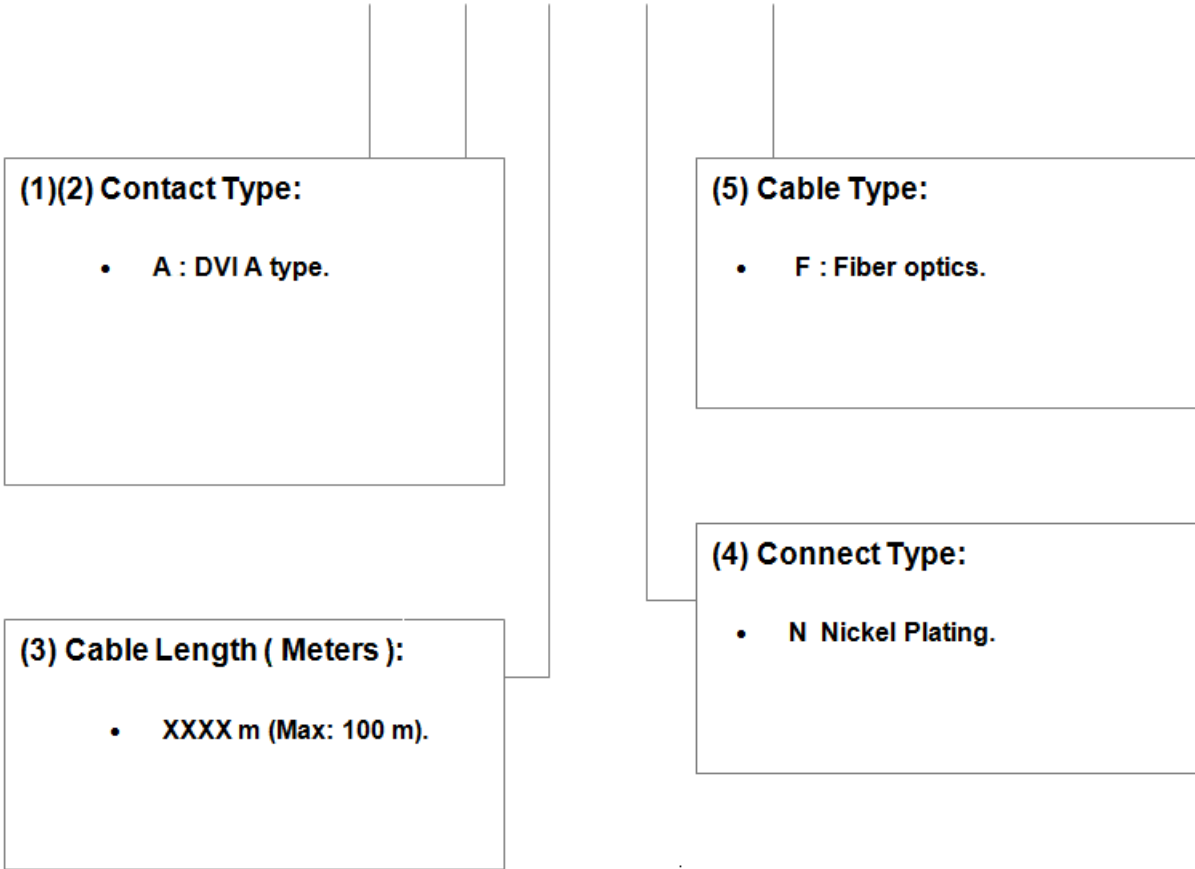 (1)(2) Contact Type:
• A : DVI A type.
(5) Cable Type:
• F : Fiber optics.
(3) Cable Length ( Meters ):
• XXXX m (Max: 100 m).
(4) Connect Type:
• N Nickel Plating.